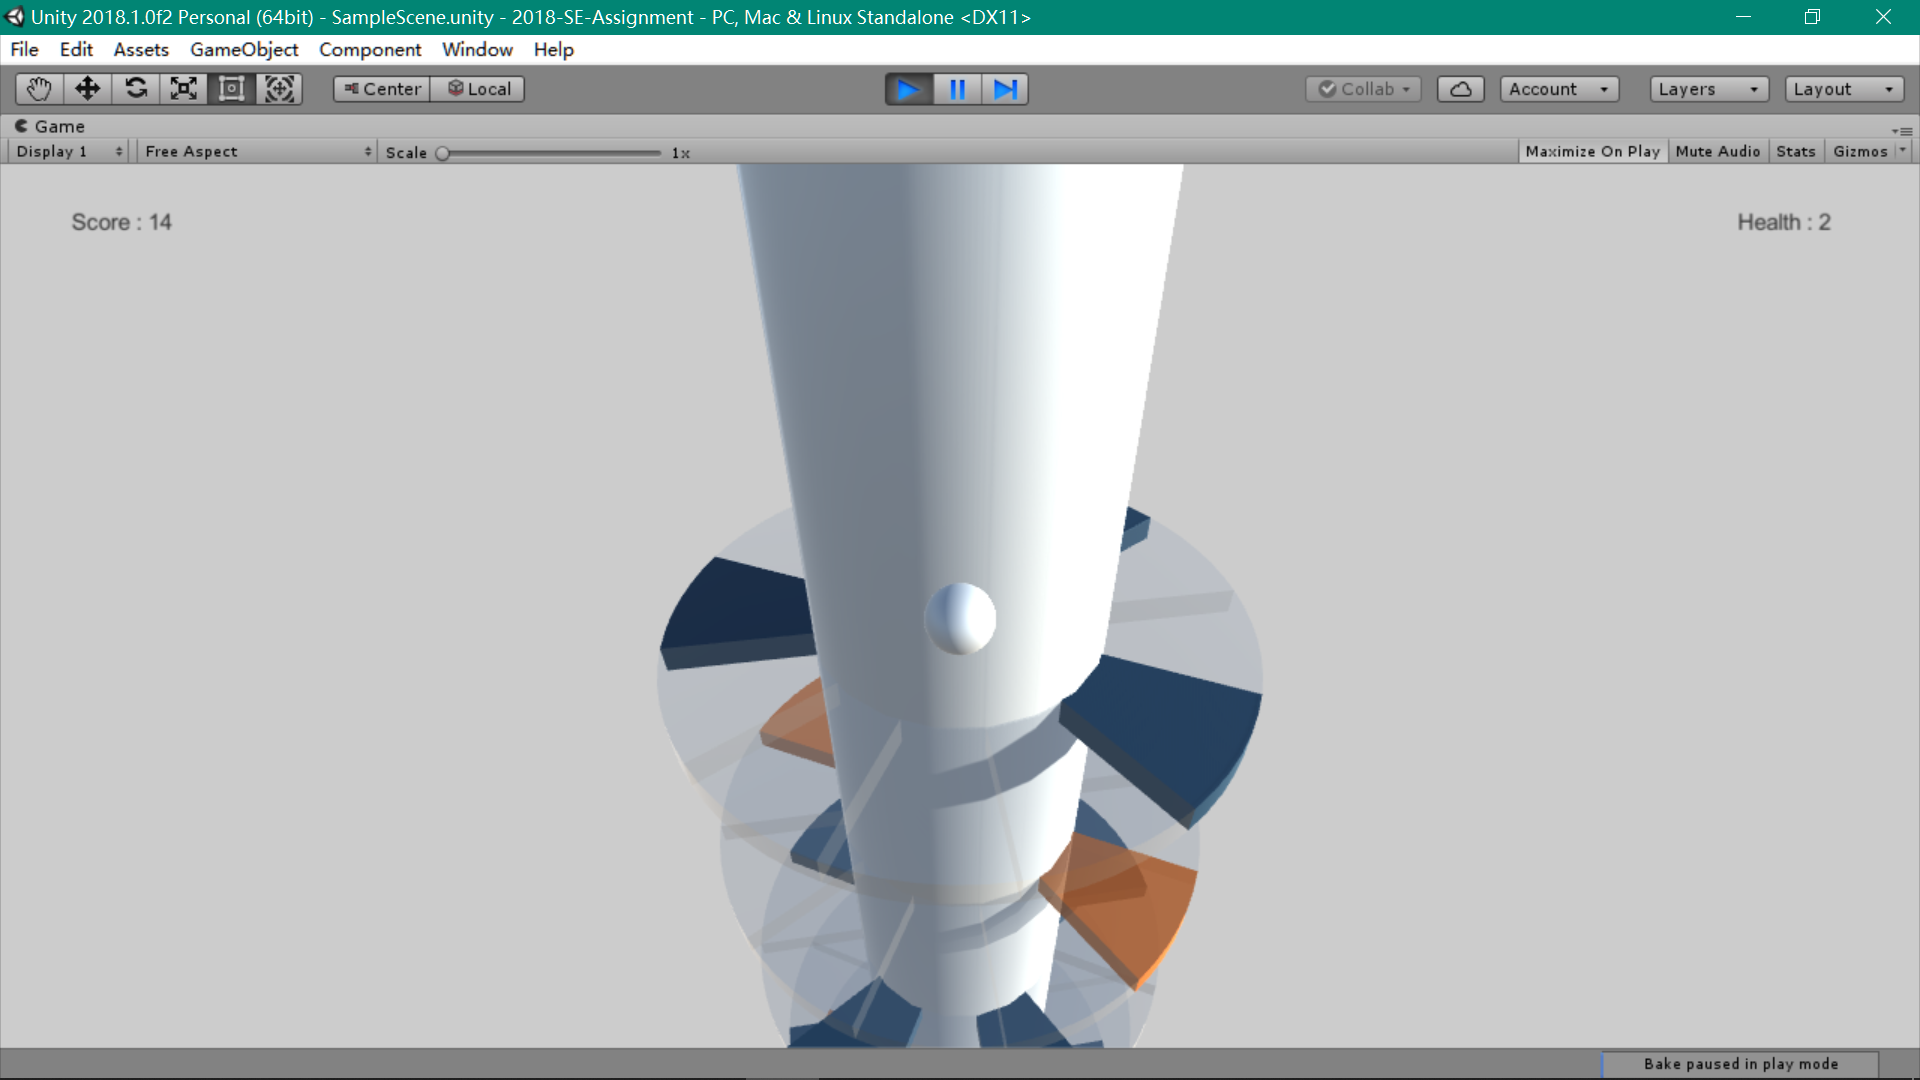 Unity 2018.1.0f2 Personal (64bit) - SampleScene.unity - 2018-SE-Assignment - PC, Mac & Linux Standalone <DX11>
File Edit Assets GameObject Component Window Help
Center Local Collab Account Layers Layout
Game
Display 1 Free Aspect Scale 1x Maximize On Play Mute Audio Stats Gizmos
Score : 14 Health : 2
Bake paused in play mode